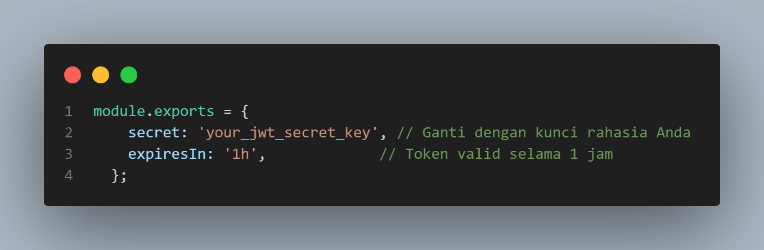 1 module.exports = {
2     secret: 'your_jwt_secret_key', // Ganti dengan kunci rahasia Anda
3     expiresIn: '1h',             // Token valid selama 1 jam
4   };